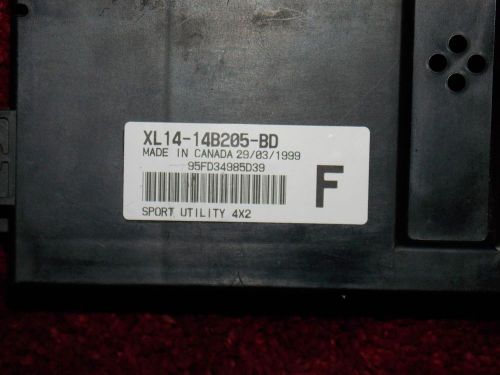 XL14-14B205-BD
MADE IN CANADA 29/03/1999
95FD34985D39
F
SPORT UTILITY 4X2